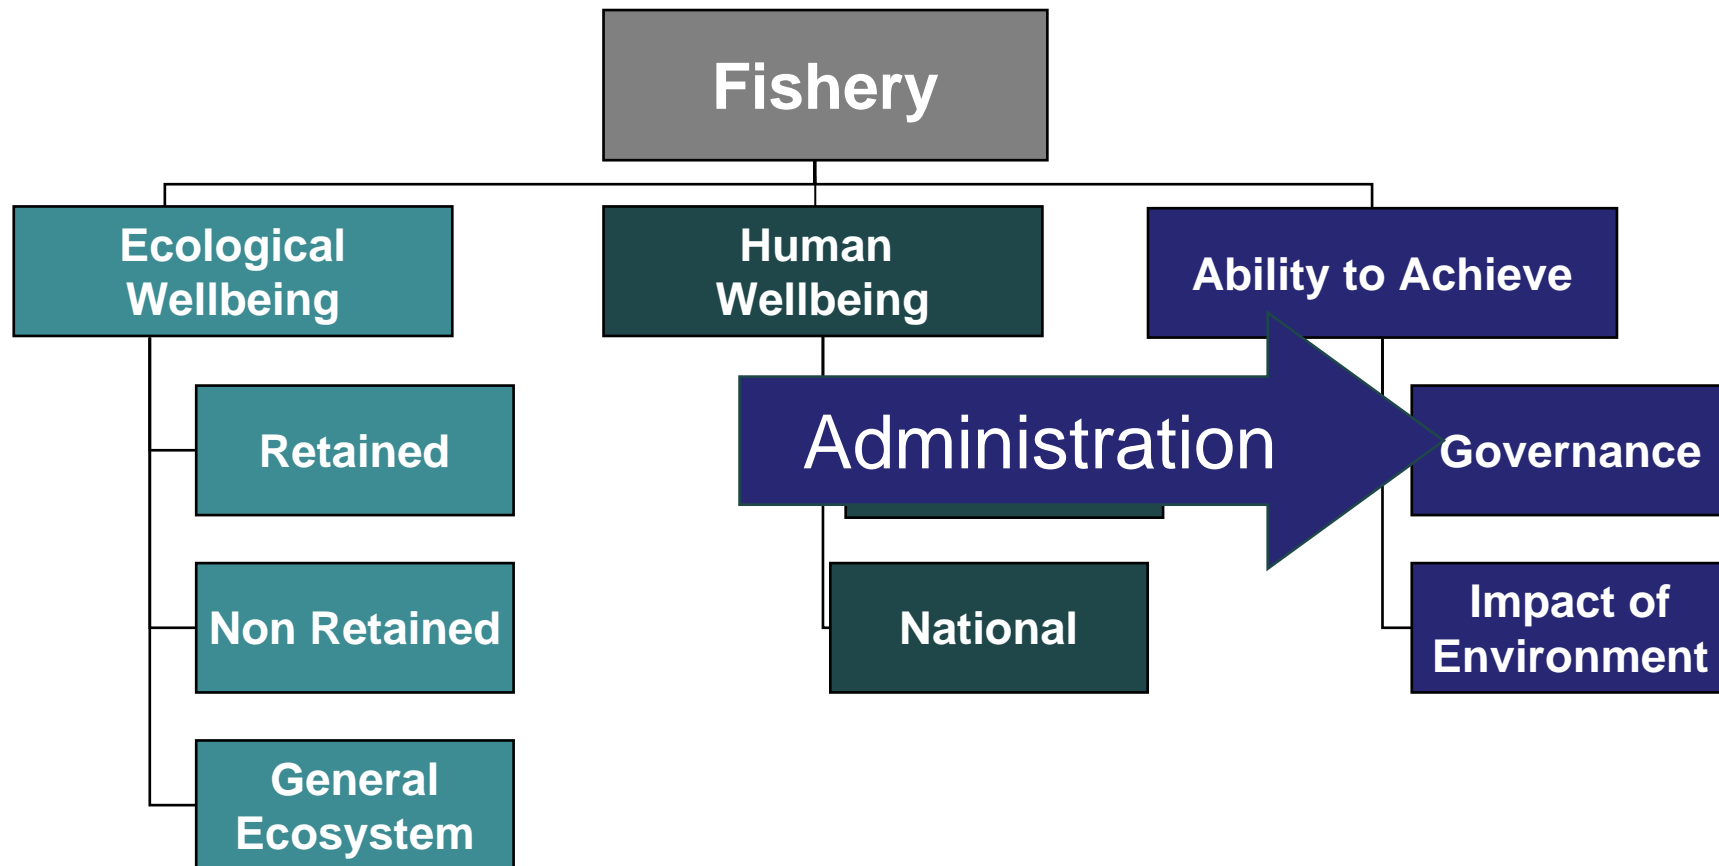 Fishery
Ecological
Wellbeing
Human
Wellbeing
Ability to Achieve
Retained
Administration
Governance
Non Retained
National
Impact of
Environment
General
Ecosystem